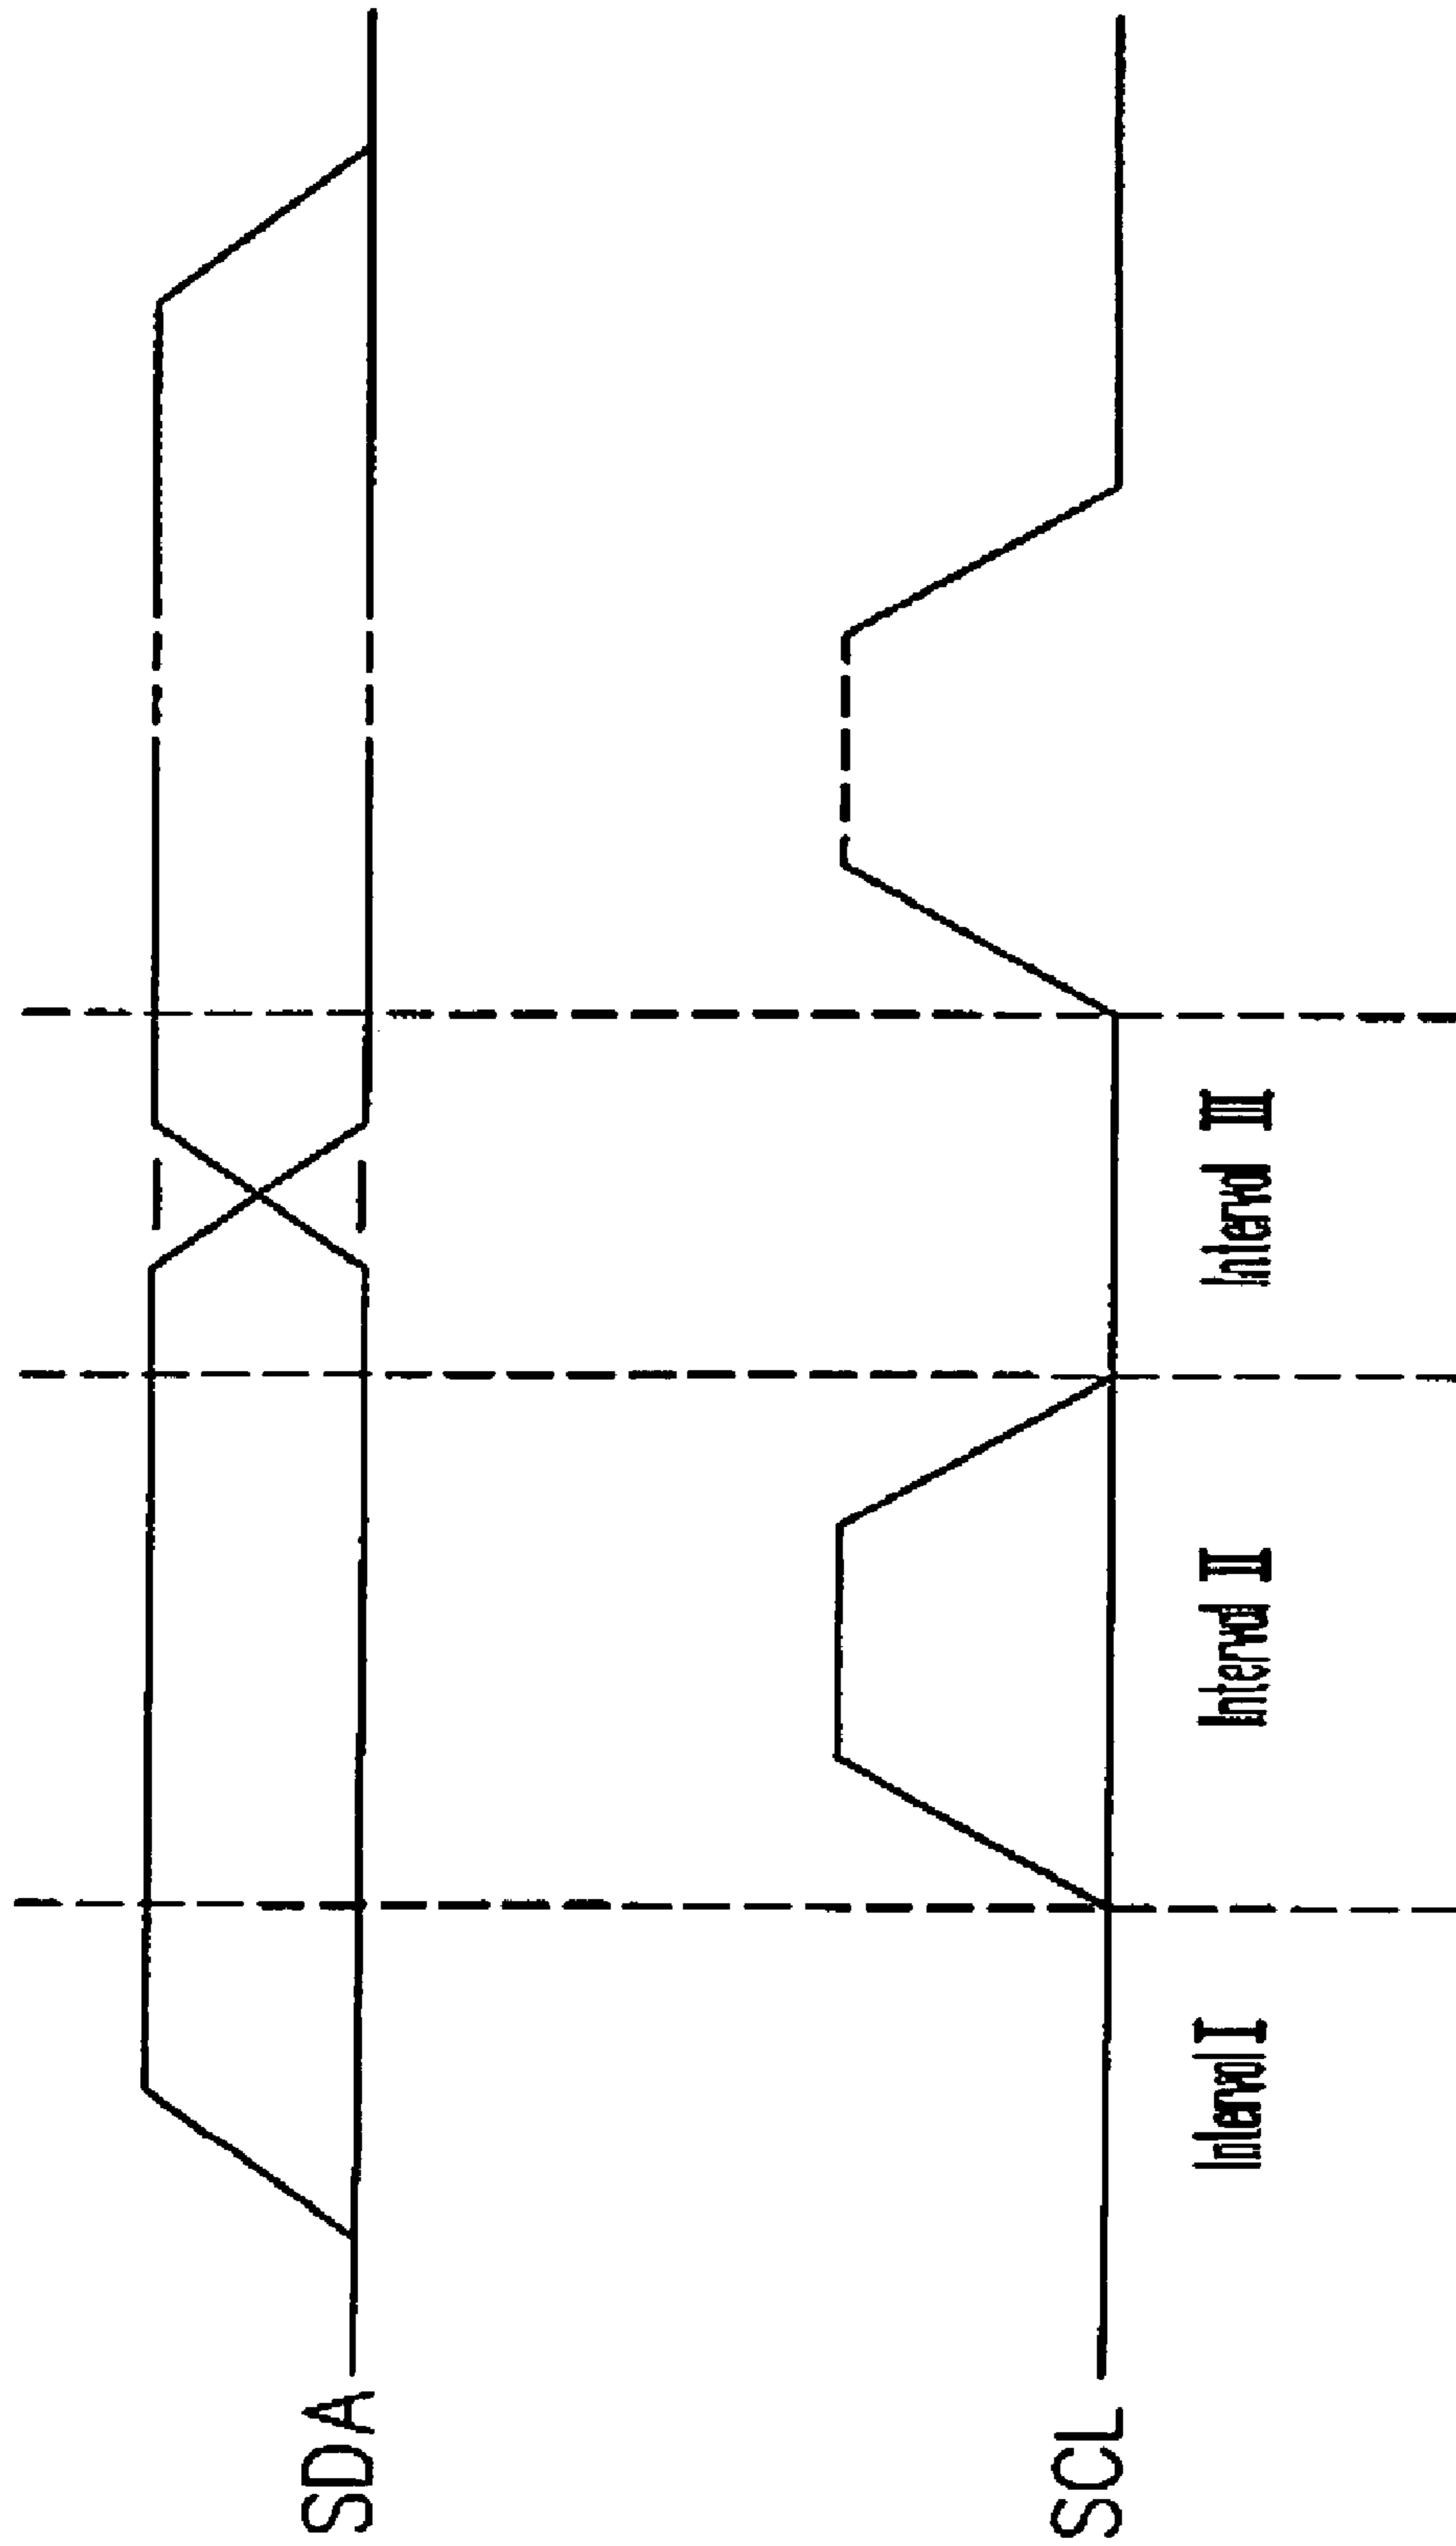 SDA
SCL
Interval I
Interval II
Interval III